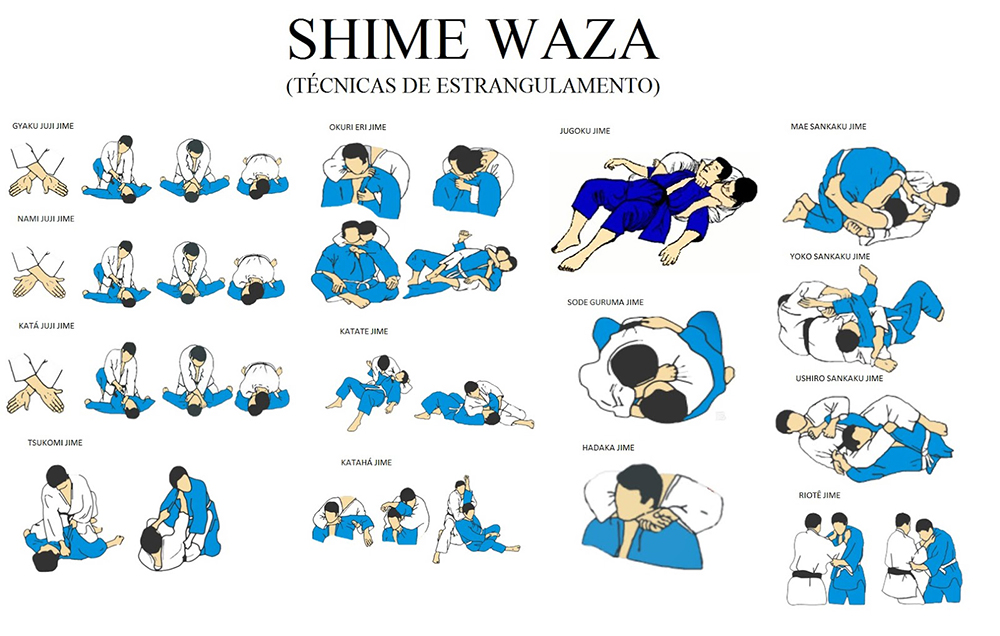 SHIME WAZA
(TÉCNICAS DE ESTRANGULAMENTO)
GYAKU JUJI JIME
NAMI JUJI JIME
KATÁ JUJI JIME
TSUKOMI JIME
OKURI ERI JIME
KATATE JIME
KATAHÁ JIME
JUGOKU JIME
SODE GURUMA JIME
HADAKA JIME
MAE SANKAKU JIME
YOKO SANKAKU JIME
USHIRO SANKAKU JIME
RIOTÊ JIME